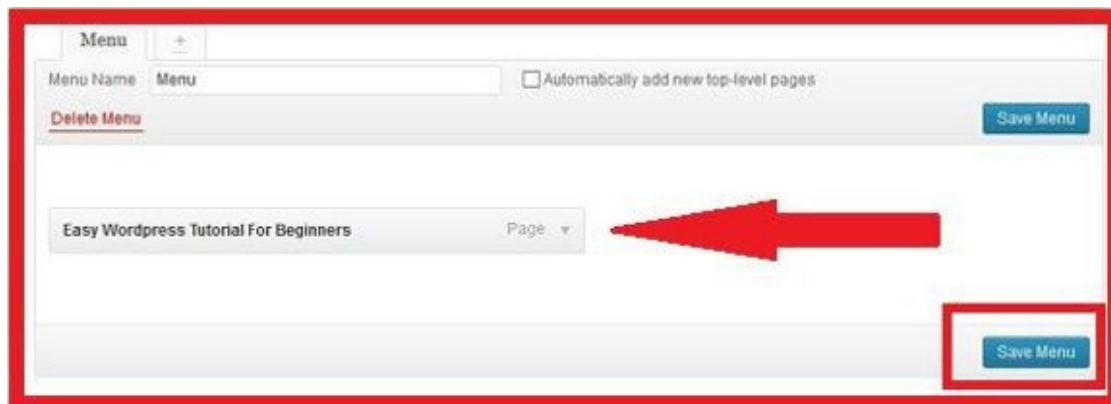 Menu +
Menu Name Menu Automatically add new top-level pages
Delete Menu Save Menu
Easy Wordpress Tutorial For Beginners Page
Save Menu